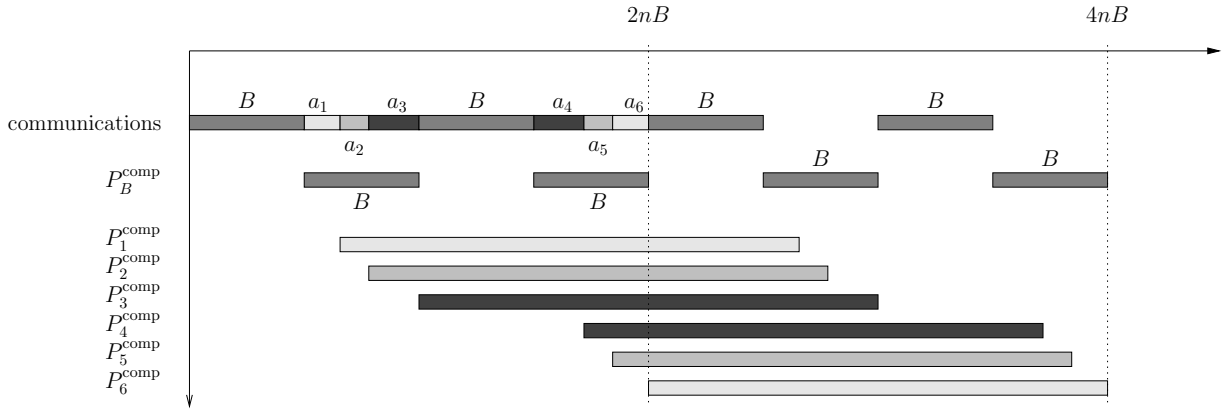 2nB 4nB
B a₁ a₃ B a₄ a₆ B B
communications
a₂ a₅
B B
P_B^comp
B B
P_1^comp
P_2^comp
P_3^comp
P_4^comp
P_5^comp
P_6^comp